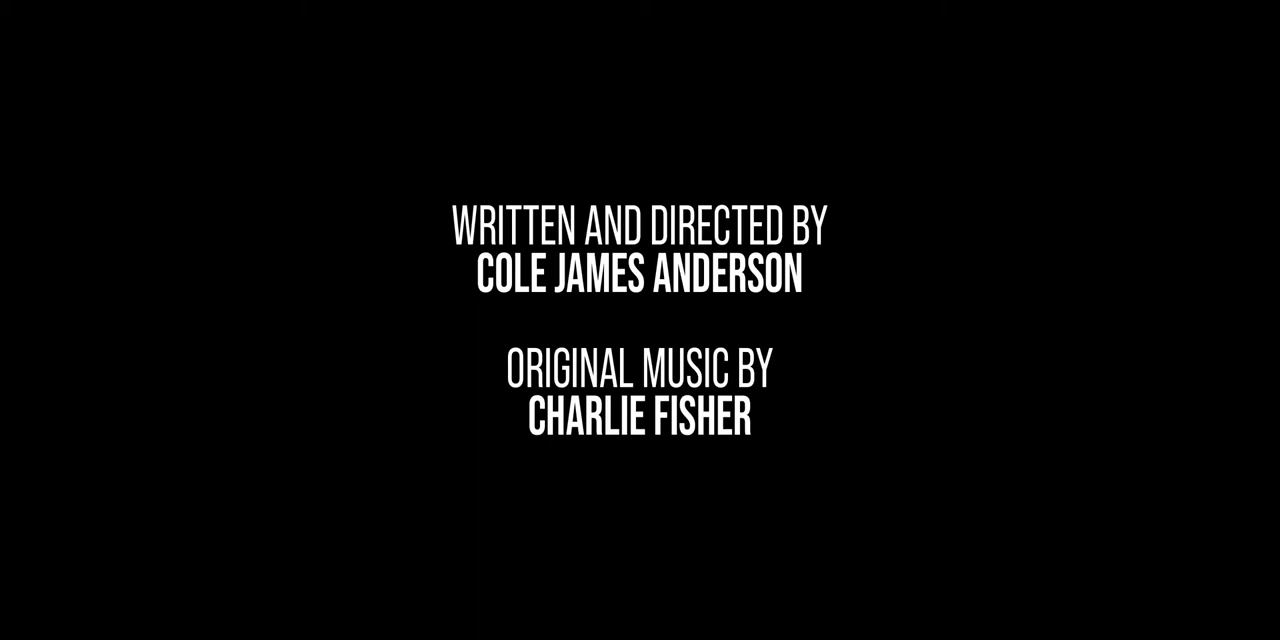 WRITTEN AND DIRECTED BY
COLE JAMES ANDERSON
ORIGINAL MUSIC BY
CHARLIE FISHER